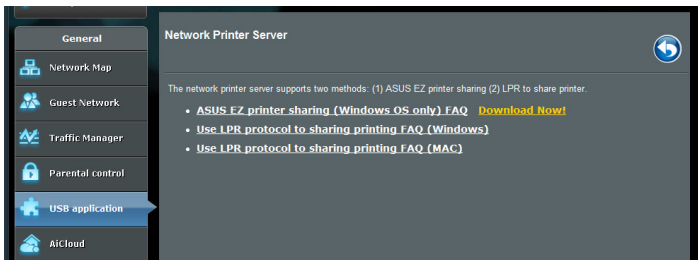 General
Network Map
Guest Network
Traffic Manager
Parental control
USB application
AiCloud
Network Printer Server
The network printer server supports two methods: (1) ASUS EZ printer sharing (2) LPR to share printer.
ASUS EZ printer sharing (Windows OS only) FAQ Download Now!
Use LPR protocol to sharing printing FAQ (Windows)
Use LPR protocol to sharing printing FAQ (MAC)